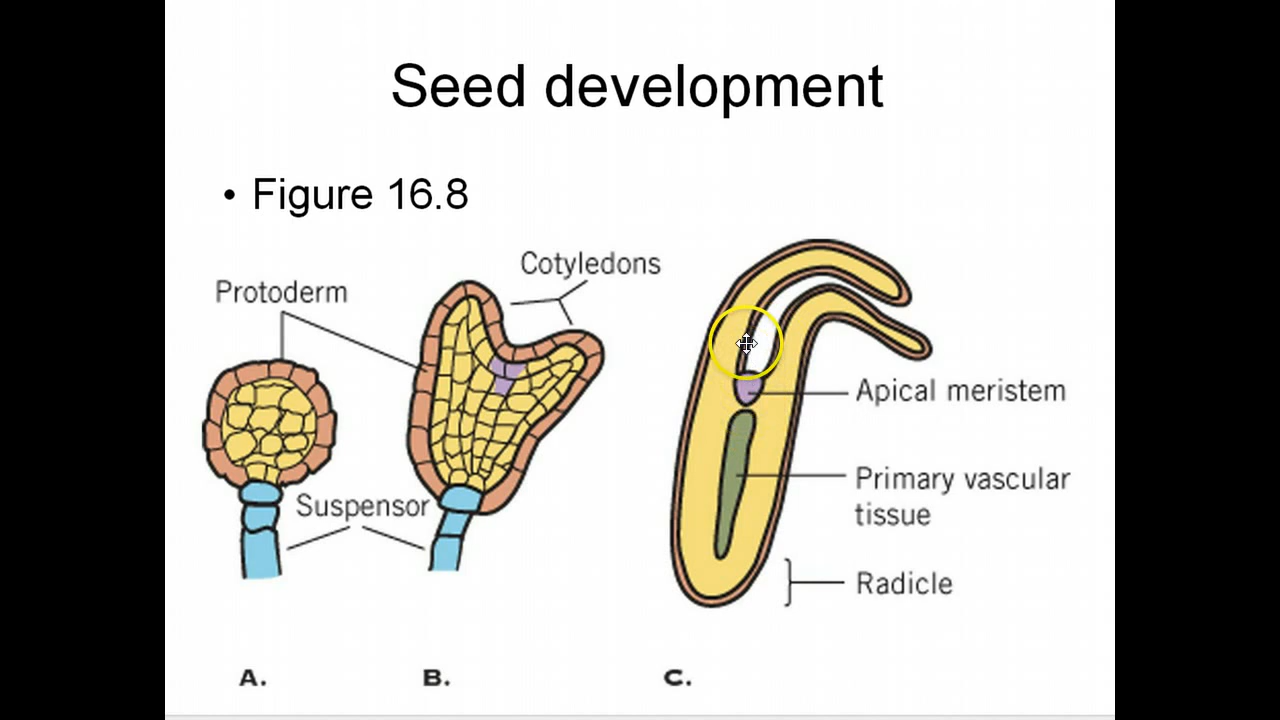 Seed development
• Figure 16.8
Cotyledons
Protoderm
Apical meristem
Primary vascular
tissue
Suspensor
Radicle
A.
B.
C.